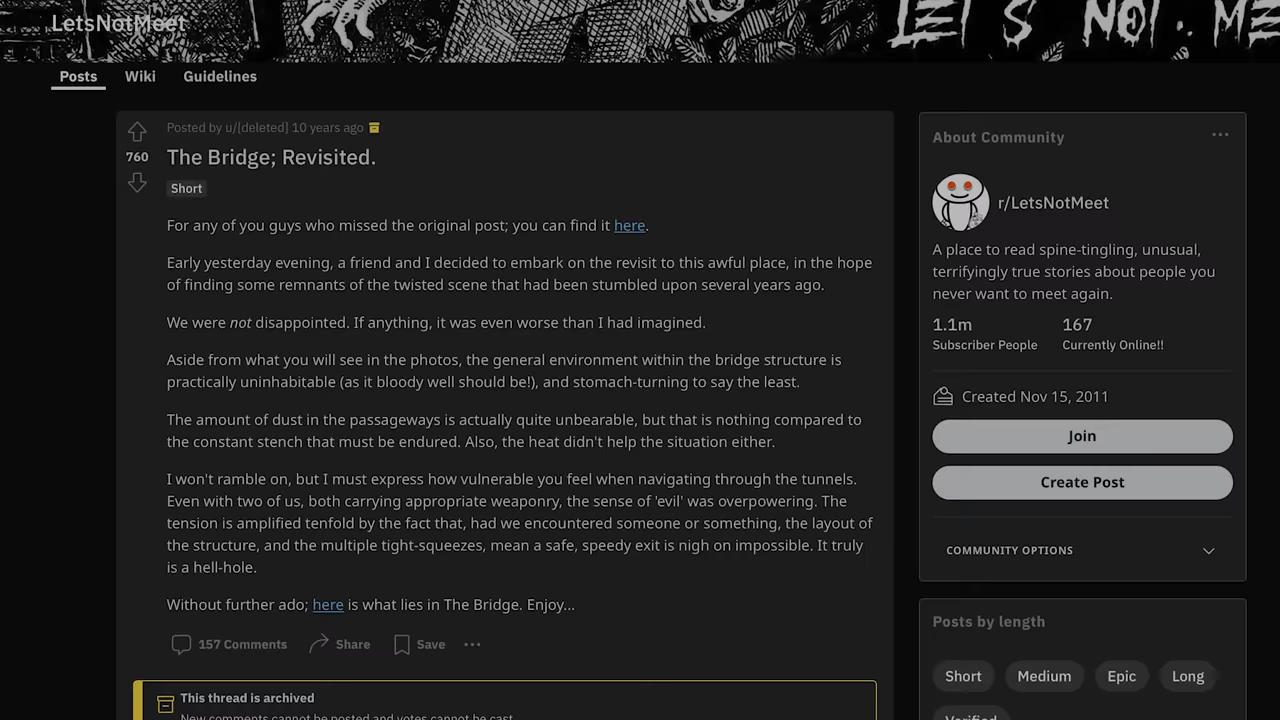 LetsNotMeet
LET'S NOT. ME
Posts Wiki Guidelines
Posted by u/[deleted] 10 years ago
760
The Bridge; Revisited.
Short
For any of you guys who missed the original post; you can find it here.
Early yesterday evening, a friend and I decided to embark on the revisit to this awful place, in the hope
of finding some remnants of the twisted scene that had been stumbled upon several years ago.
We were not disappointed. If anything, it was even worse than I had imagined.
Aside from what you will see in the photos, the general environment within the bridge structure is
practically uninhabitable (as it bloody well should be!), and stomach-turning to say the least.
The amount of dust in the passageways is actually quite unbearable, but that is nothing compared to
the constant stench that must be endured. Also, the heat didn't help the situation either.
I won't ramble on, but I must express how vulnerable you feel when navigating through the tunnels.
Even with two of us, both carrying appropriate weaponry, the sense of 'evil' was overpowering. The
tension is amplified tenfold by the fact that, had we encountered someone or something, the layout of
the structure, and the multiple tight-squeezes, mean a safe, speedy exit is nigh on impossible. It truly
is a hell-hole.
Without further ado; here is what lies in The Bridge. Enjoy...
157 Comments Share Save
This thread is archived
New comments cannot be posted and votes cannot be cast
About Community
r/LetsNotMeet
A place to read spine-tingling, unusual,
terrifyingly true stories about people you
never want to meet again.
1.1m 167
Subscriber People Currently Online!!
Created Nov 15, 2011
Join
Create Post
COMMUNITY OPTIONS
Posts by length
Short Medium Epic Long
Verified